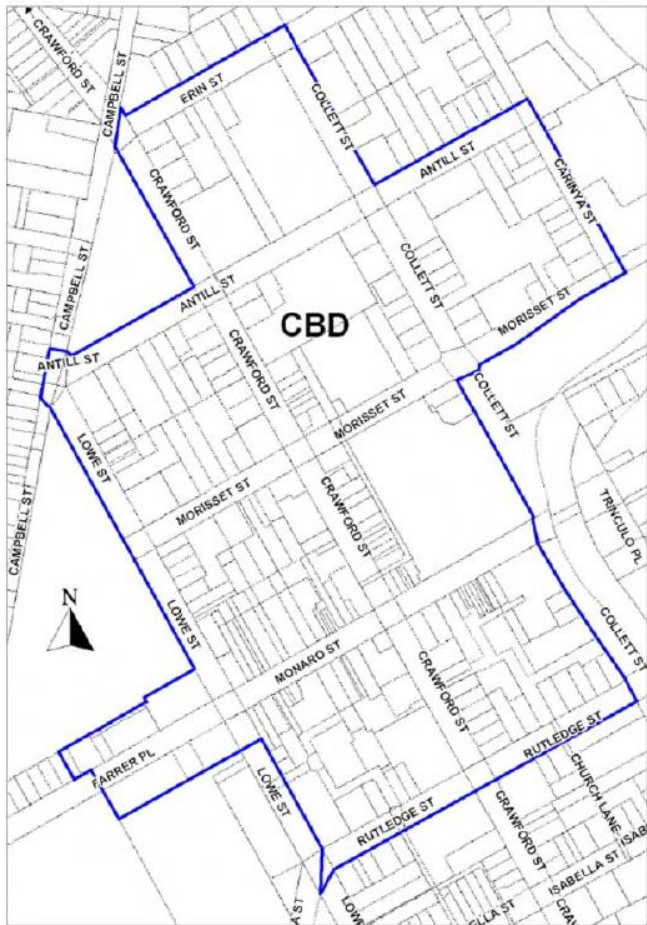 CRAWFORD ST
CAMPBELL ST
ERIN ST
COLLETT ST
ANTILL ST
CARINYA ST
CRAWFORD ST
COLLETT ST
CAMPBELL ST
ANTILL ST
MORISSET ST
CBD
ANTILL ST
CRAWFORD ST
COLLETT ST
MORISSET ST
LOWE ST
MORISSET ST
CRAWFORD ST
TRINCULO PL
CAMPBELL ST
N
LOWE ST
COLLETT ST
MONARO ST
CRAWFORD ST
RUTLEDGE ST
FARRER PL
LOWE ST
CHURCH LANE
RUTLEDGE ST
CRAWFORD ST
ISABELLA ST